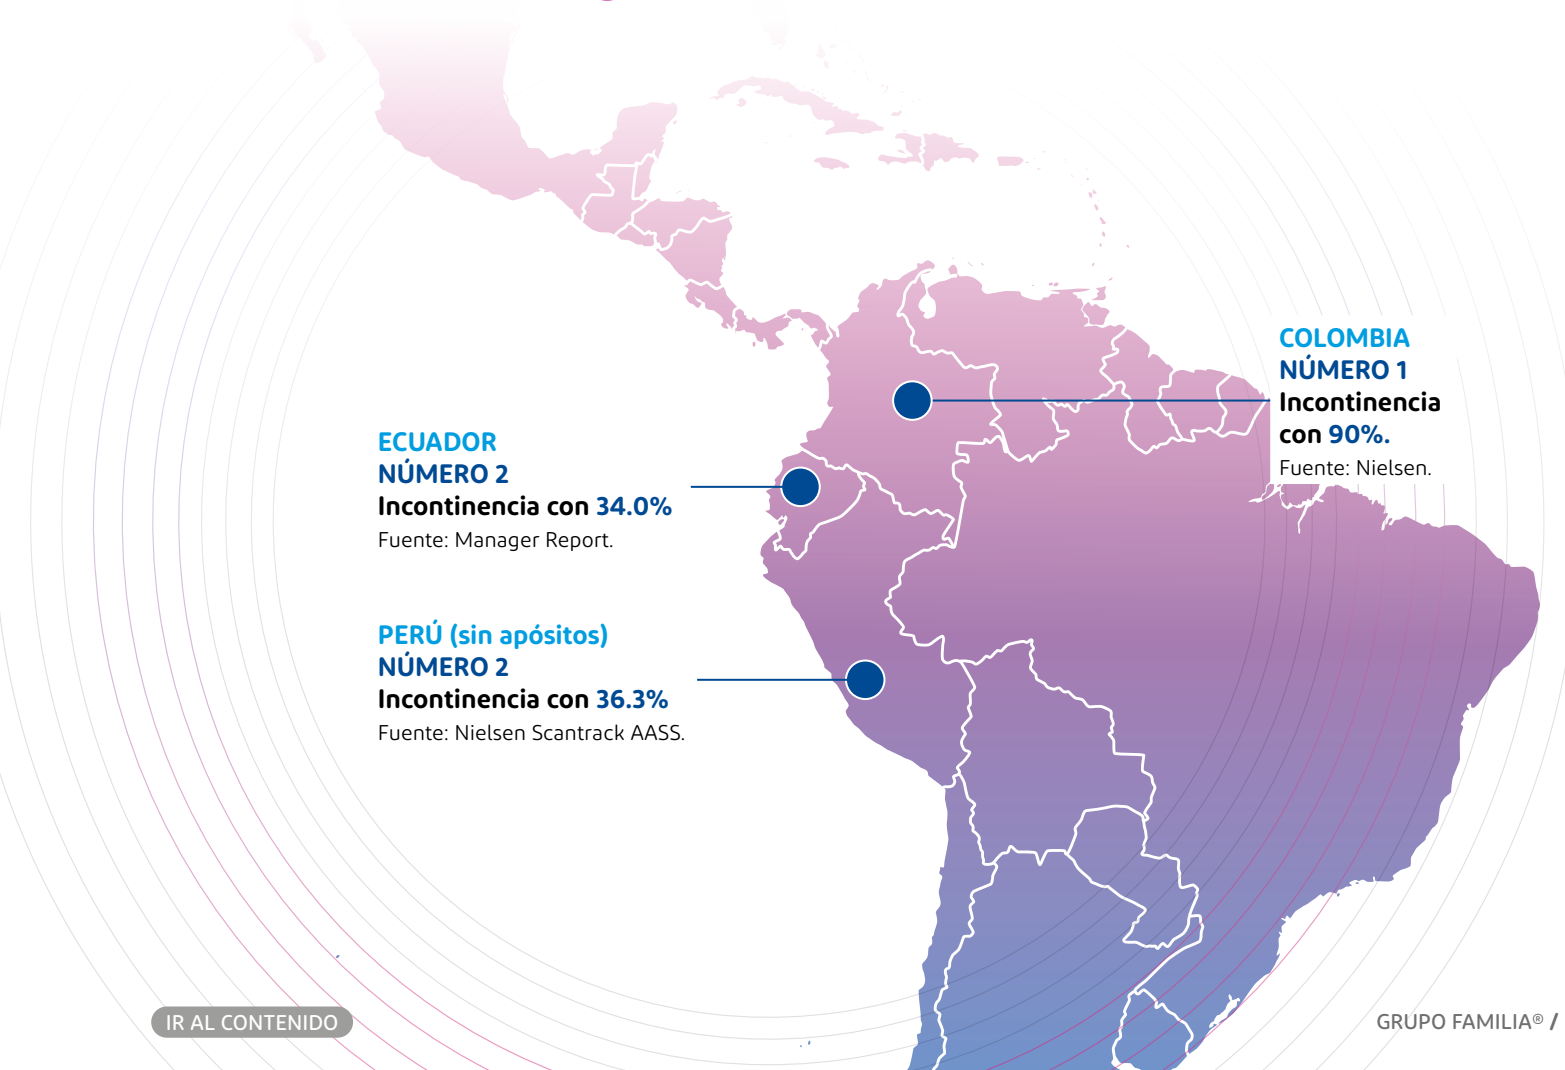 COLOMBIA
NÚMERO 1
Incontinencia
con 90%.
Fuente: Nielsen.
ECUADOR
NÚMERO 2
Incontinencia con 34.0%
Fuente: Manager Report.
PERÚ (sin apósitos)
NÚMERO 2
Incontinencia con 36.3%
Fuente: Nielsen Scantrack AASS.
IR AL CONTENIDO
GRUPO FAMILIA® /